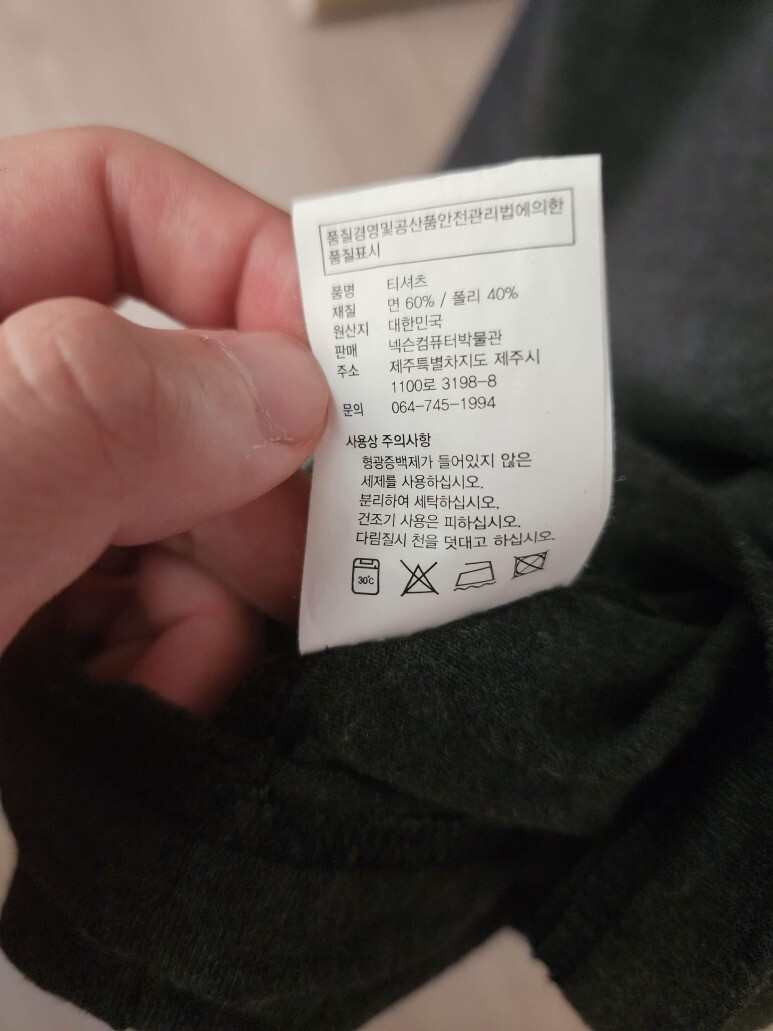 품질경영및공산품안전관리법에의한
품질표시
품명 티셔츠
재질 면 60% / 폴리 40%
원산지 대한민국
판매 넥슨컴퓨터박물관
주소 제주특별차지도 제주시
1100로 3198-8
문의 064-745-1994
사용상 주의사항
형광증백제가 들어있지 않은
세제를 사용하십시오.
분리하여 세탁하십시오.
건조기 사용은 피하십시오.
다림질시 천을 덧대고 하십시오.
30℃